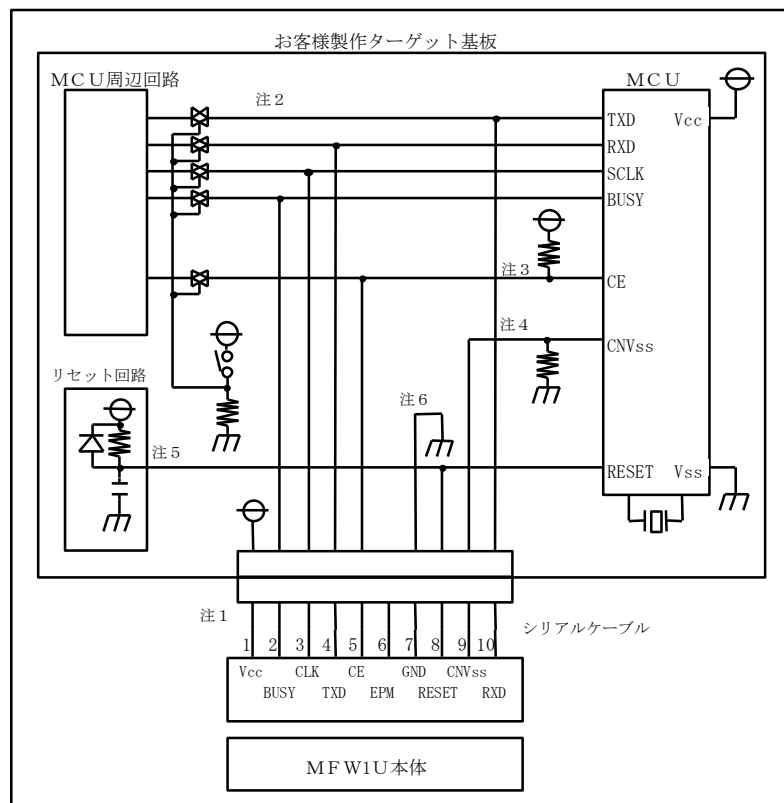 お客様製作ターゲット基板
MCU周辺回路
MCU
注2
TXD
Vcc
RXD
SCLK
BUSY
注3
CE
注4
CNVss
リセット回路
注6
注5
RESET
Vss
注1
シリアルケーブル
1 2 3 4 5 6 7 8 9 10
Vcc CLK CE GND CNVss
BUSY TXD EPM RESET RXD
MFW1U本体